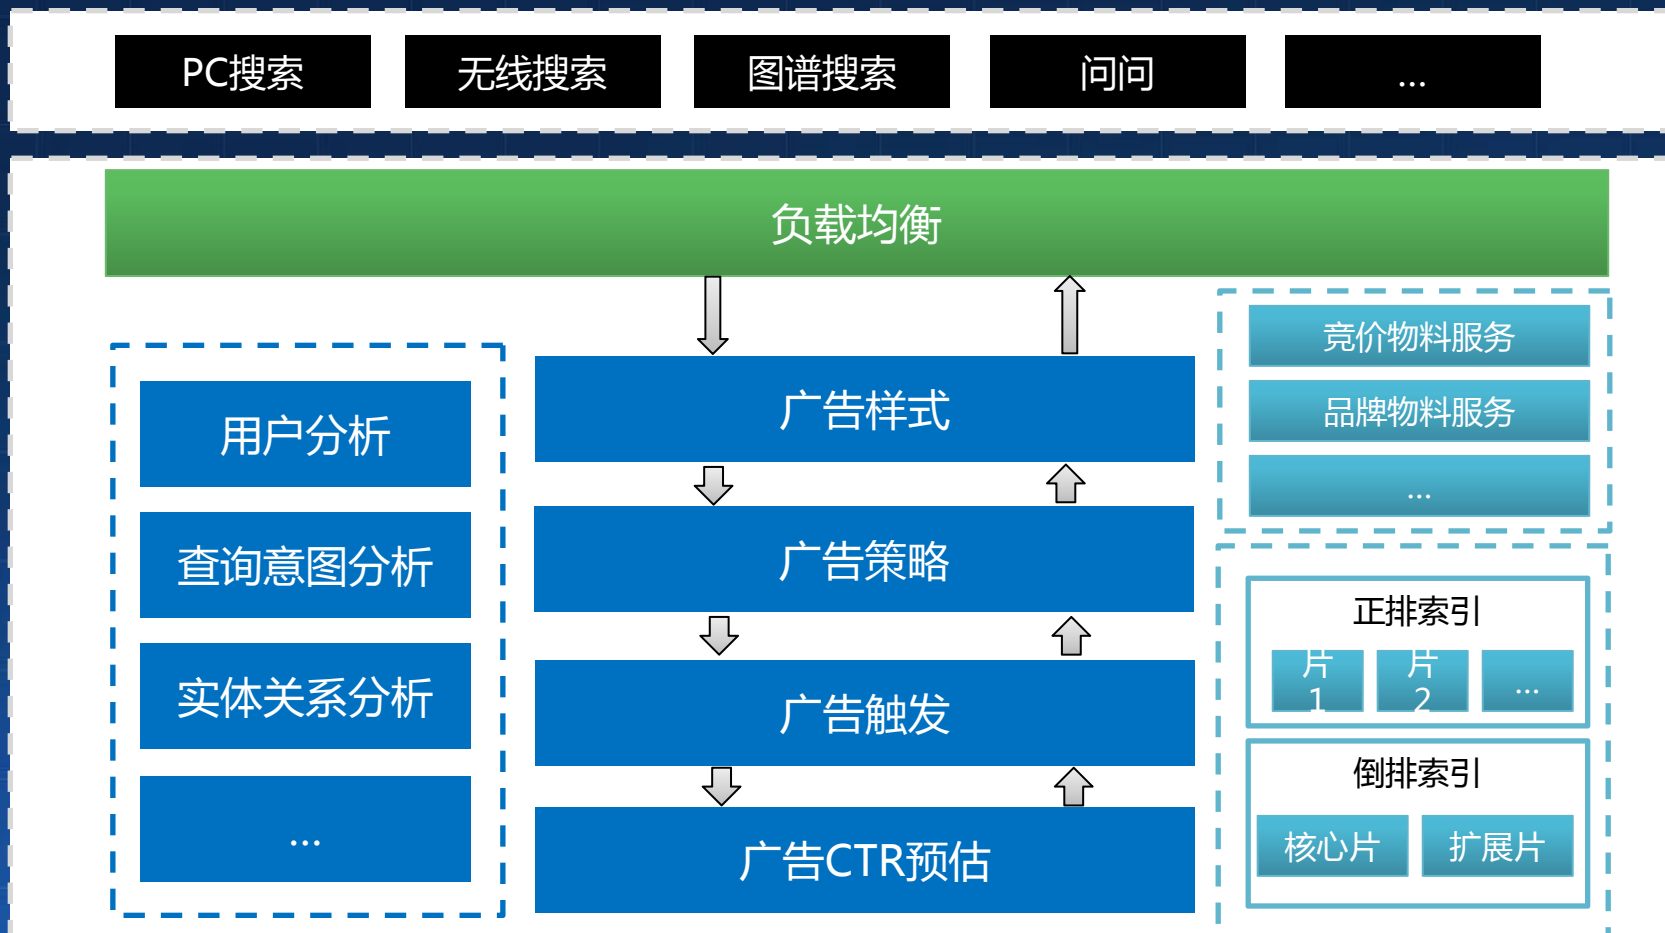 PC搜索
无线搜索
图谱搜索
问问
...
负载均衡
用户分析
查询意图分析
实体关系分析
...
广告样式
广告策略
广告触发
广告CTR预估
竞价物料服务
品牌物料服务
...
正排索引
片
1
片
2
...
倒排索引
核心片
扩展片